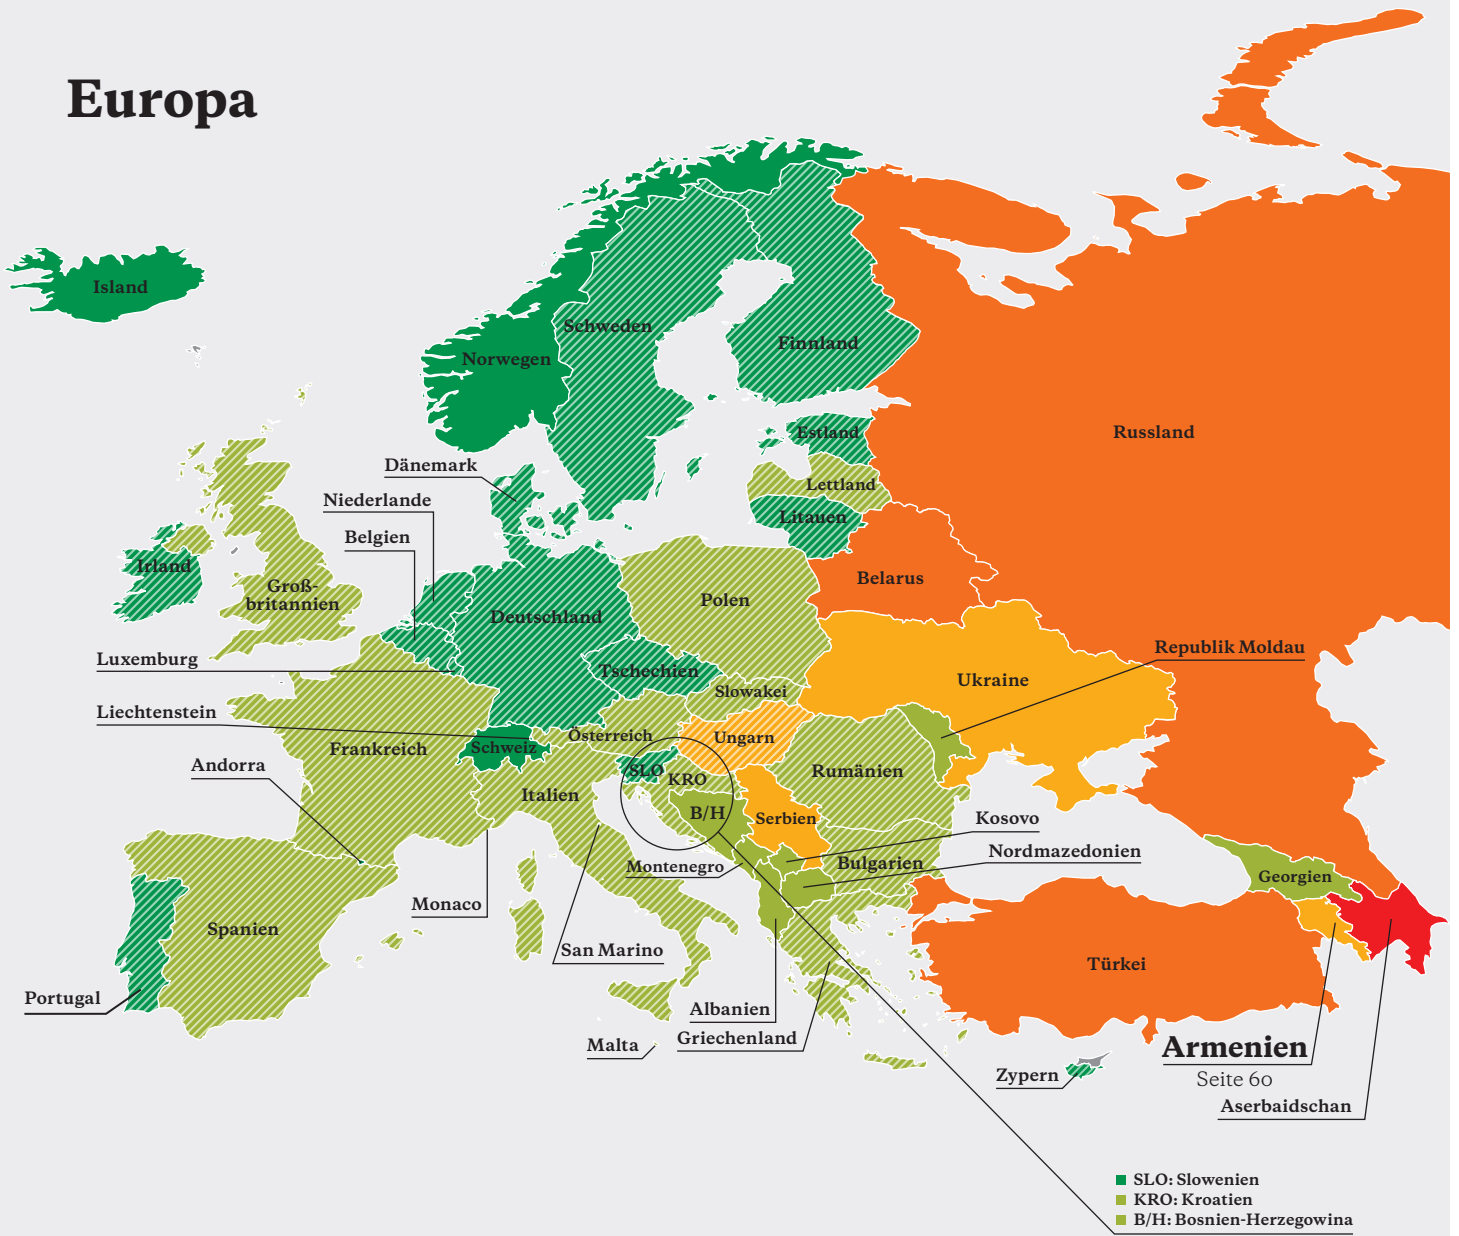 Europa
Island
Schweden
Norwegen
Finnland
Russland
Estland
Dänemark
Lettland
Niederlande
Litauen
Belgien
Irland
Belarus
Groß-
britannien
Polen
Deutschland
Republik Moldau
Luxemburg
Tschechien
Ukraine
Slowakei
Liechtenstein
Österreich
Ungarn
Schweiz
Frankreich
Andorra
SLO
KRO
Rumänien
Italien
B/H
Serbien
Kosovo
Nordmazedonien
Bulgarien
Montenegro
Georgien
Monaco
Spanien
San Marino
Türkei
Portugal
Albanien
Griechenland
Malta
Armenien
Seite 60
Zypern
Aserbaidschan
SLO: Slowenien
KRO: Kroatien
B/H: Bosnien-Herzegowina